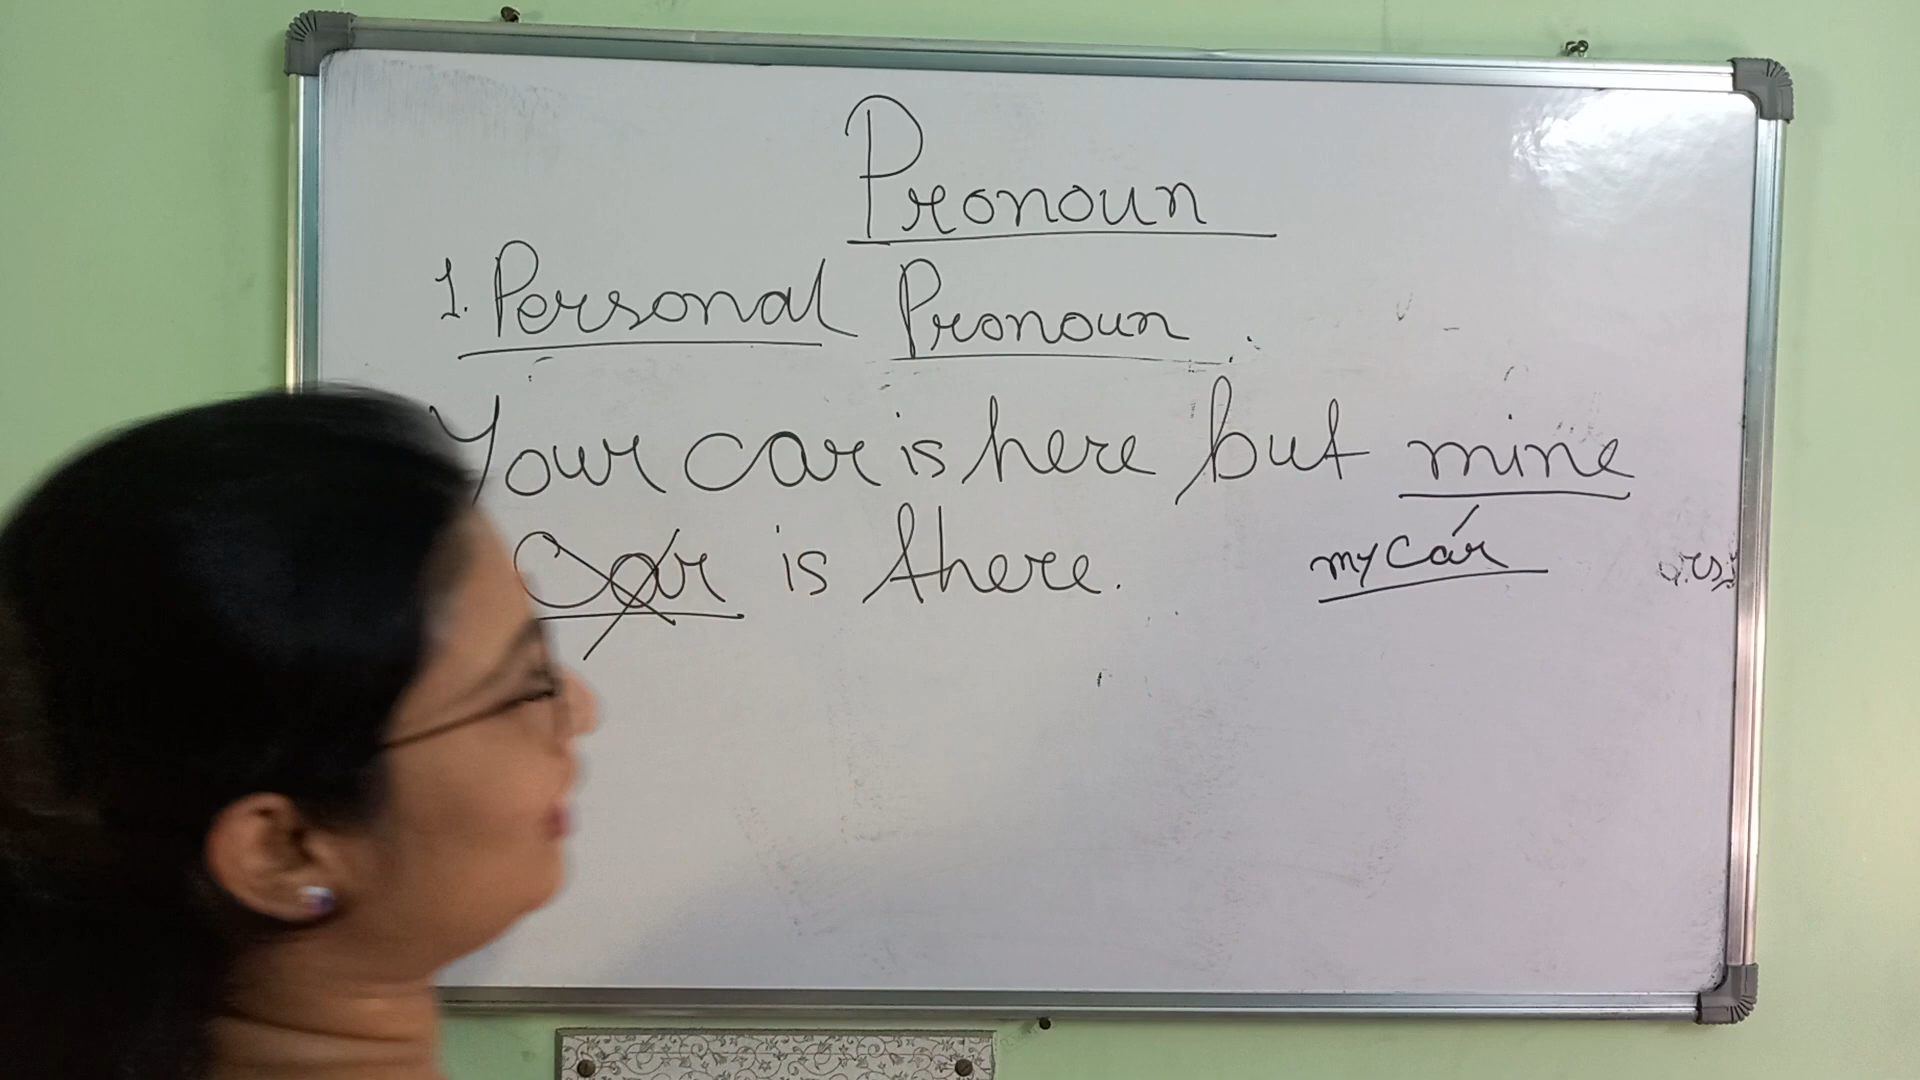 Pronoun
1. Personal Pronoun
Your car is here but mine
Car is there.
my car